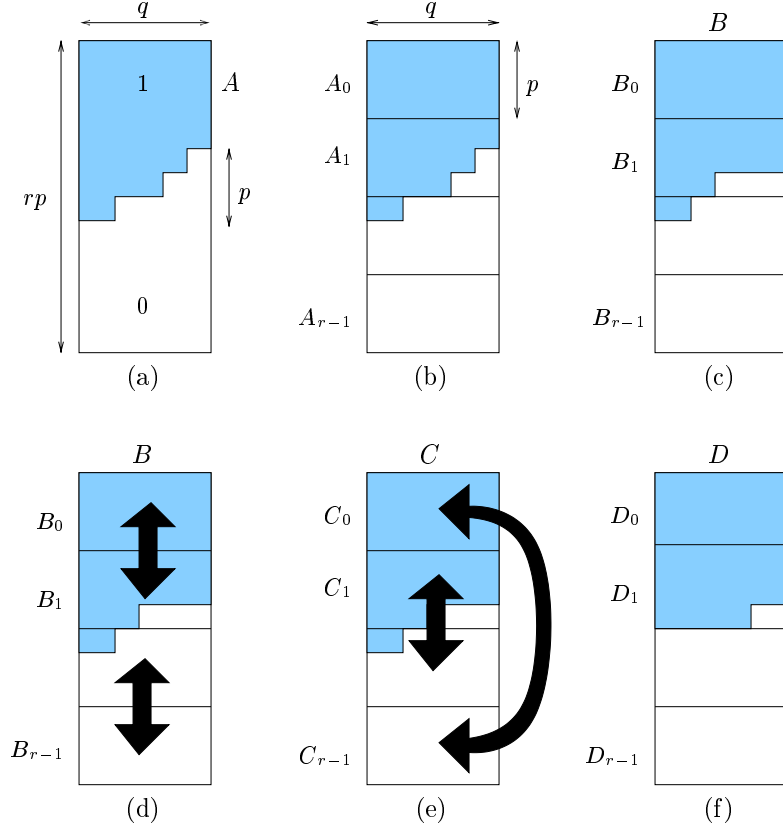 q q B
1 A A₀ p B₀
A₁ B₁
rp p
0
Aᵣ₋₁ Bᵣ₋₁
(a) (b) (c)
B C D
B₀ C₀ D₀
B₁ C₁ D₁
Bᵣ₋₁ Cᵣ₋₁ Dᵣ₋₁
(d) (e) (f)